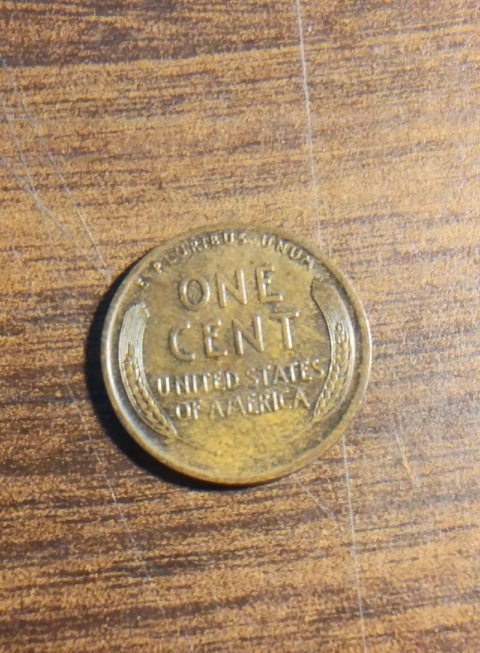 E·PLURIBUS·UNUM
ONE
CENT
UNITED STATES
OF AMERICA